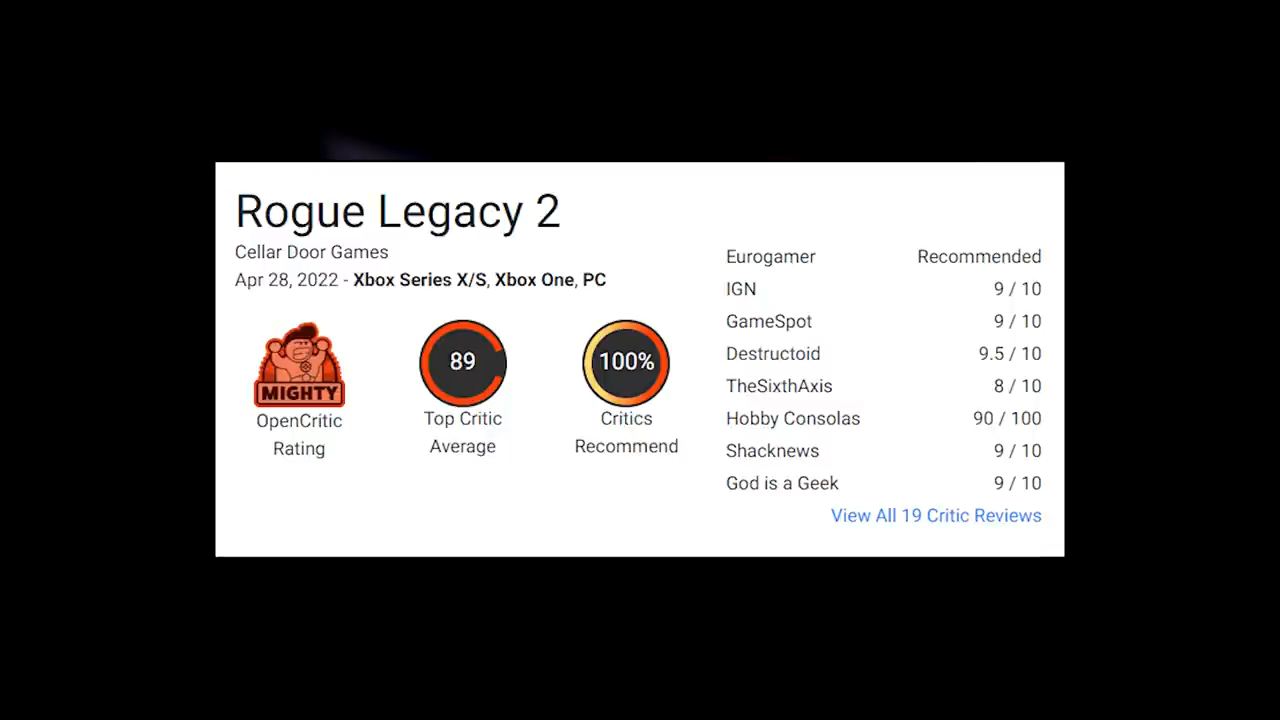 Rogue Legacy 2
Cellar Door Games
Apr 28, 2022 - Xbox Series X/S, Xbox One, PC
MIGHTY
OpenCritic
Rating
89
Top Critic
Average
100%
Critics
Recommend
Eurogamer Recommended
IGN 9 / 10
GameSpot 9 / 10
Destructoid 9.5 / 10
TheSixthAxis 8 / 10
Hobby Consolas 90 / 100
Shacknews 9 / 10
God is a Geek 9 / 10
View All 19 Critic Reviews